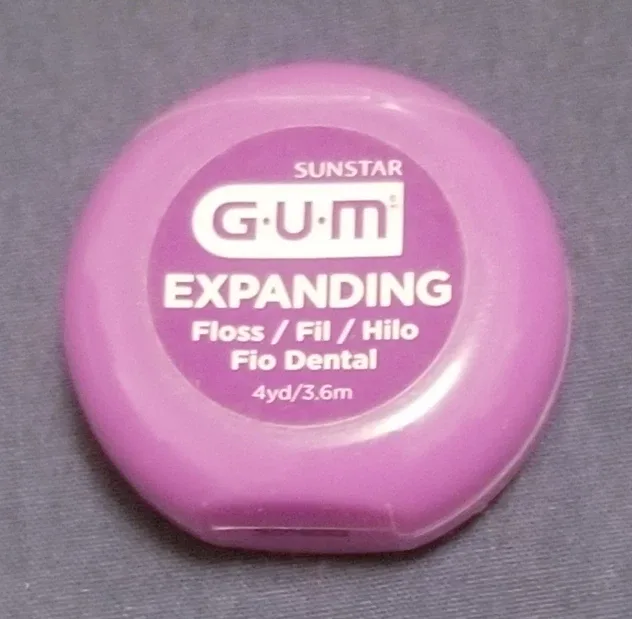 SUNSTAR
G·U·M®
EXPANDING
Floss / Fil / Hilo
Fio Dental
4yd/3.6m